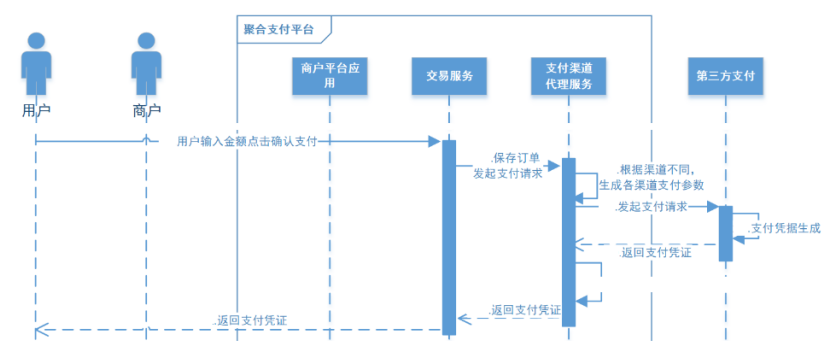 聚合支付平台
商户平台应
用
交易服务
支付渠道
代理服务
第三方支付
用户
商户
用户输入金额点击确认支付
.保存订单
发起支付请求
.根据渠道不同，
生成各渠道支付参数
.发起支付请求
.支付凭据生成
.返回支付凭证
.返回支付凭证
.返回支付凭证